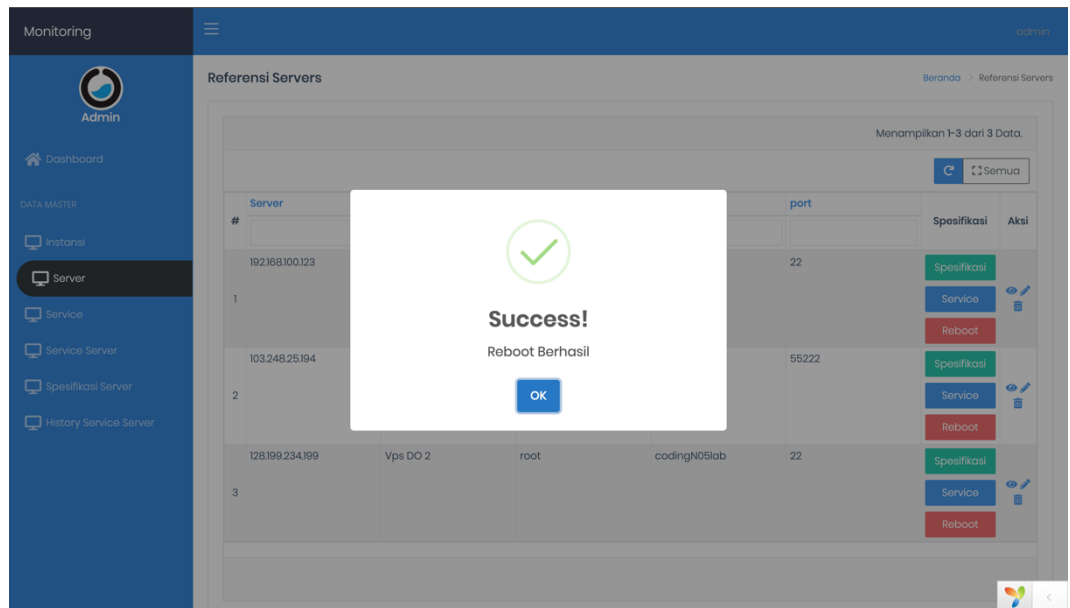 Monitoring
admin
Admin
Referensi Servers
Beranda > Referensi Servers
Dashboard
DATA MASTER
Instansi
Server
Service
Service Server
Spesifikasi Server
History Service Server
Menampilkan 1-3 dari 3 Data.
Semua
# Server port Spesifikasi Aksi
1 192.168.100.123 22 Spesifikasi
Service
Reboot
2 103.248.25.194 55222 Spesifikasi
Service
Reboot
3 128.199.234.199 Vps DO 2 root codingN05lab 22 Spesifikasi
Service
Reboot
Success!
Reboot Berhasil
OK